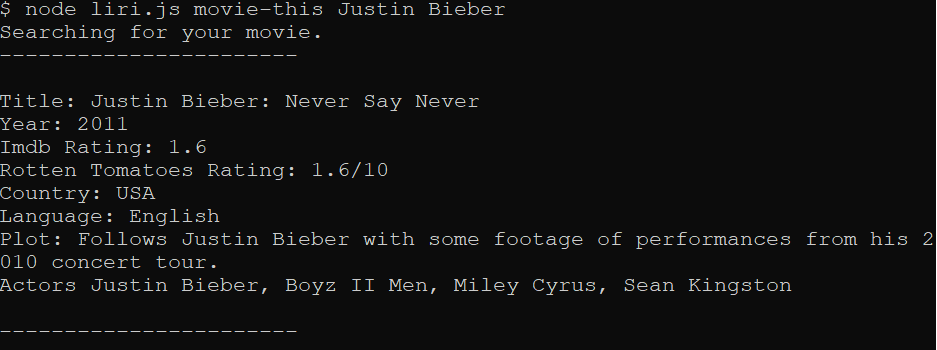 $ node liri.js movie-this Justin Bieber
Searching for your movie.
-----------------------
Title: Justin Bieber: Never Say Never
Year: 2011
Imdb Rating: 1.6
Rotten Tomatoes Rating: 1.6/10
Country: USA
Language: English
Plot: Follows Justin Bieber with some footage of performances from his 2
010 concert tour.
Actors Justin Bieber, Boyz II Men, Miley Cyrus, Sean Kingston
-----------------------